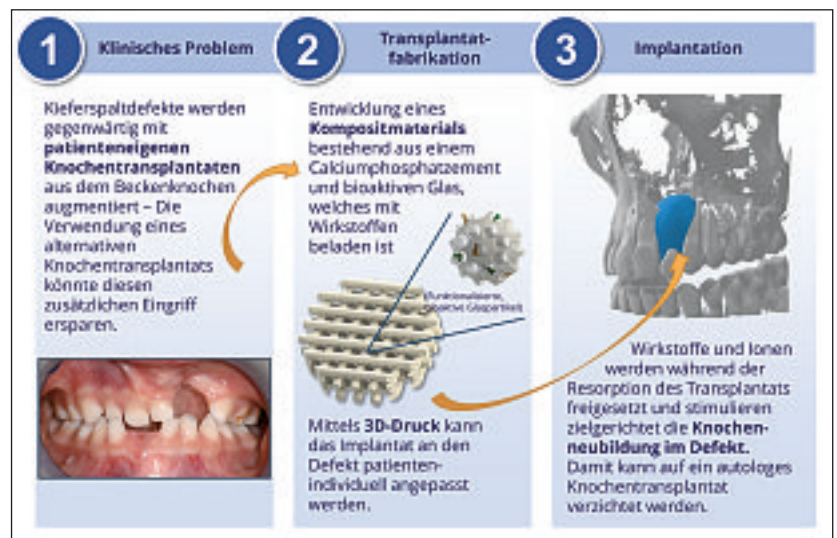 1
Klinisches Problem
Kieferspaltdefekte werden
gegenwärtig mit
patienteneigenen
Knochentransplantaten
aus dem Beckenknochen
augmentiert – Die
Verwendung eines
alternativen
Knochentransplantats
könnte diesen
zusätzlichen Eingriff
ersparen.
2
Transplantat-
fabrikation
Entwicklung eines
Kompositmaterials
bestehend aus einem
Calciumphosphatzement
und bioaktiven Glas,
welches mit
Wirkstoffen
beladen ist
(Funktionalisierte,
bioaktive Glaspartikel)
Mittels 3D-Druck kann
das Implantat an den
Defekt patienten-
individuell angepasst
werden.
3
Implantation
Wirkstoffe und Ionen
werden während der
Resorption des Transplantats
freigesetzt und stimulieren
zielgerichtet die Knochen-
neubildung im Defekt.
Damit kann auf ein autologes
Knochentransplantat
verzichtet werden.